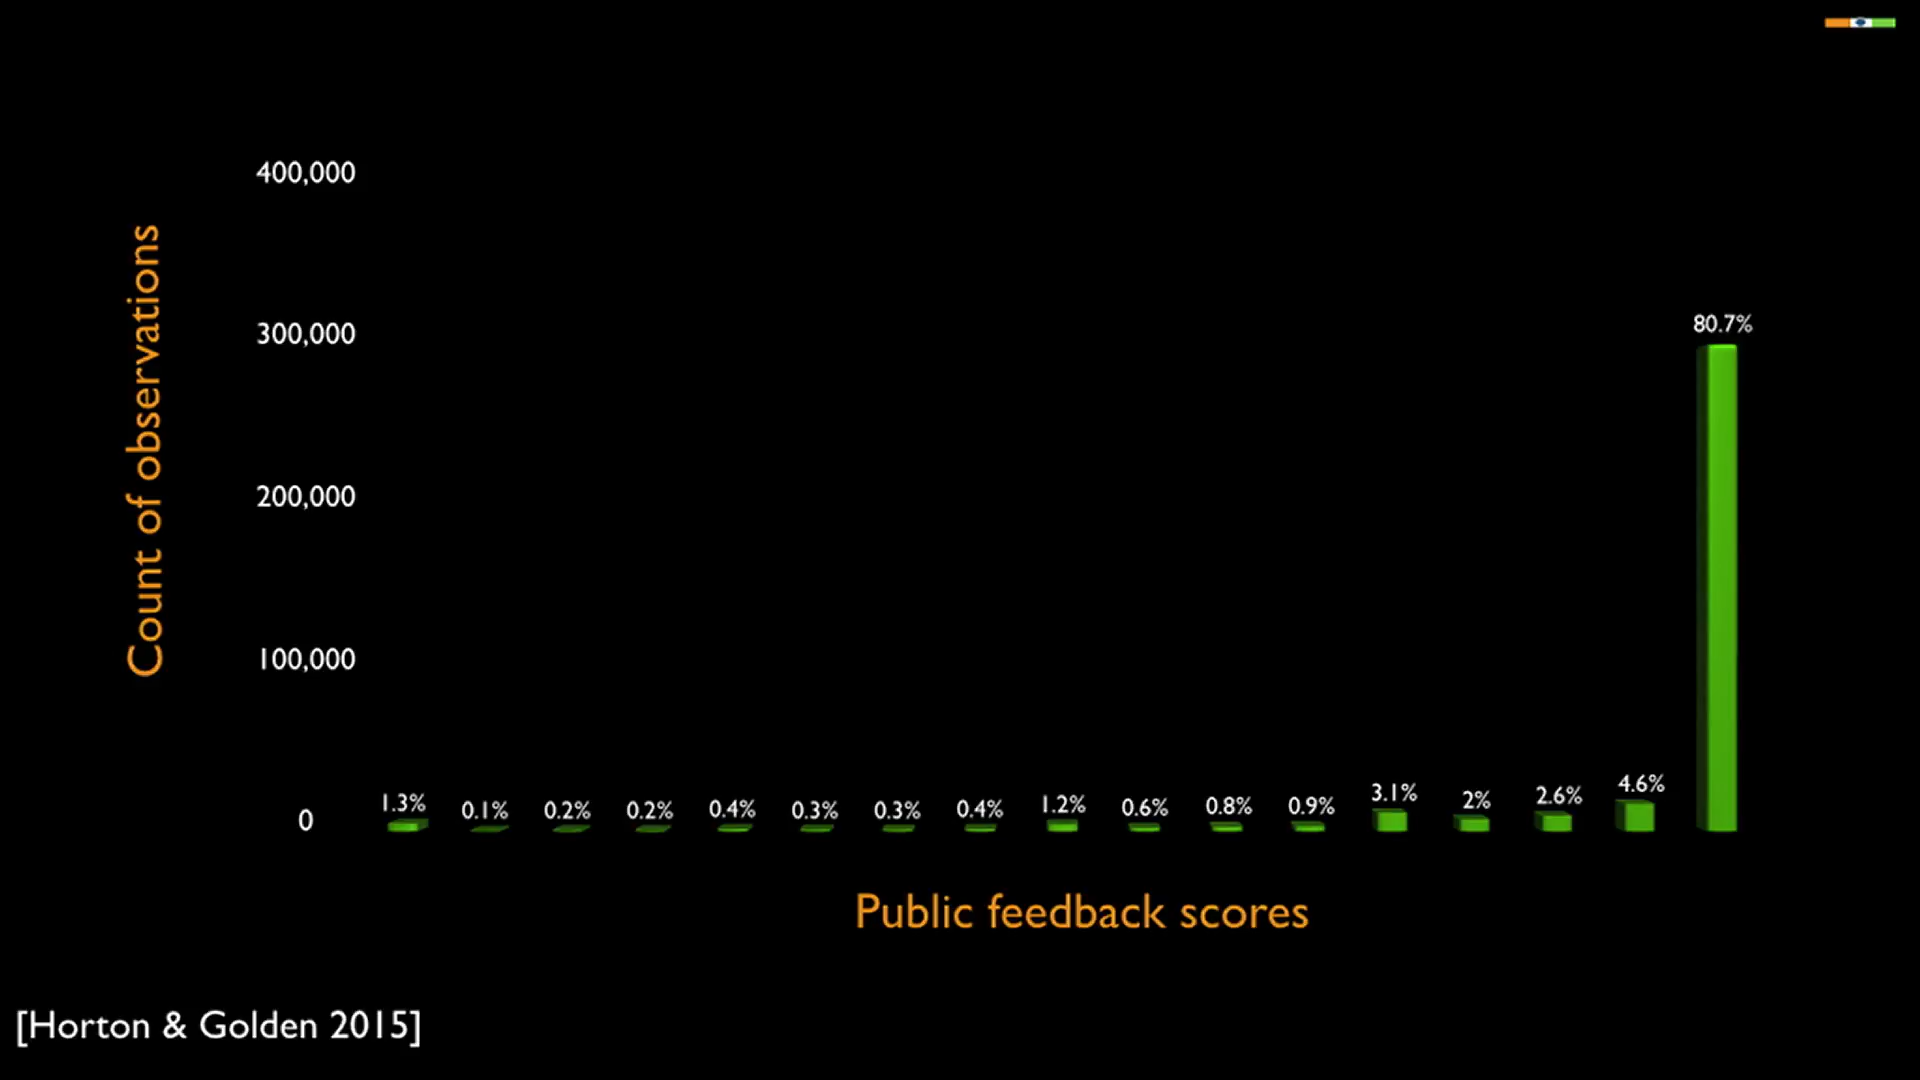 400,000
300,000
200,000
100,000
0
Count of observations
1.3% 0.1% 0.2% 0.2% 0.4% 0.3% 0.3% 0.4% 1.2% 0.6% 0.8% 0.9% 3.1% 2% 2.6% 4.6% 80.7%
Public feedback scores
[Horton & Golden 2015]